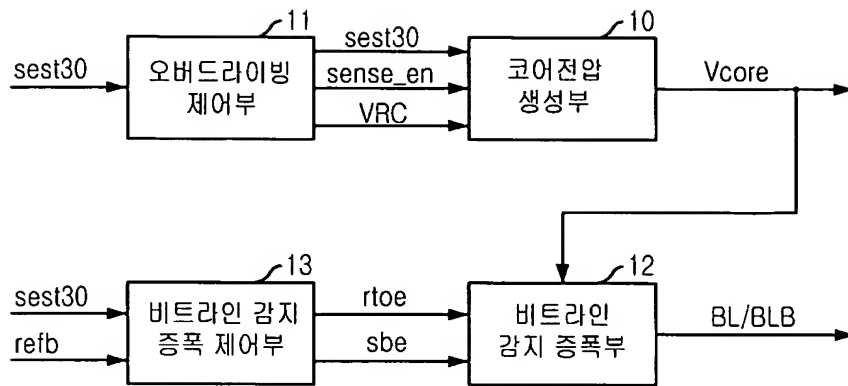 11
sest30
오버드라이빙
제어부
sest30
sense_en
VRC
10
코어전압
생성부
Vcore
13
sest30
refb
비트라인 감지
증폭 제어부
rtoe
sbe
12
비트라인
감지 증폭부
BL/BLB